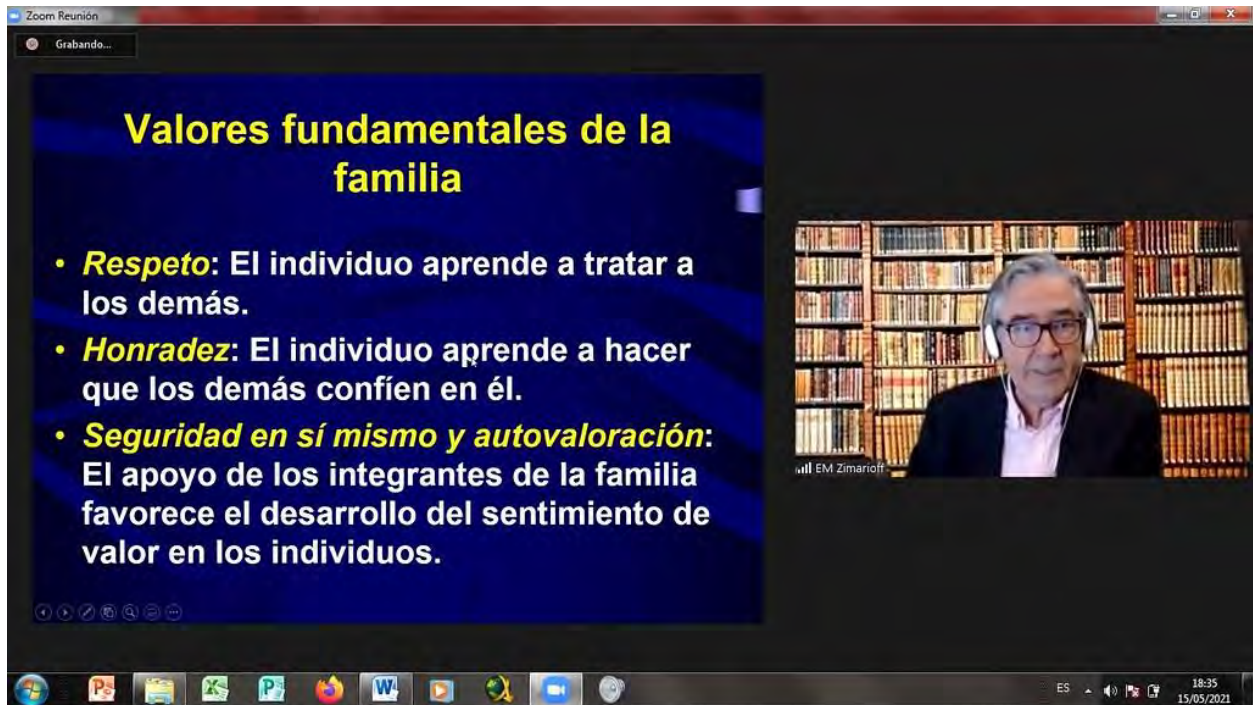 Zoom Reunión
Grabando...
Valores fundamentales de la
familia
• Respeto: El individuo aprende a tratar a
los demás.
• Honradez: El individuo aprende a hacer
que los demás confíen en él.
• Seguridad en sí mismo y autovaloración:
El apoyo de los integrantes de la familia
favorece el desarrollo del sentimiento de
valor en los individuos.
EM Zimarioff
ES
18:35
15/05/2021